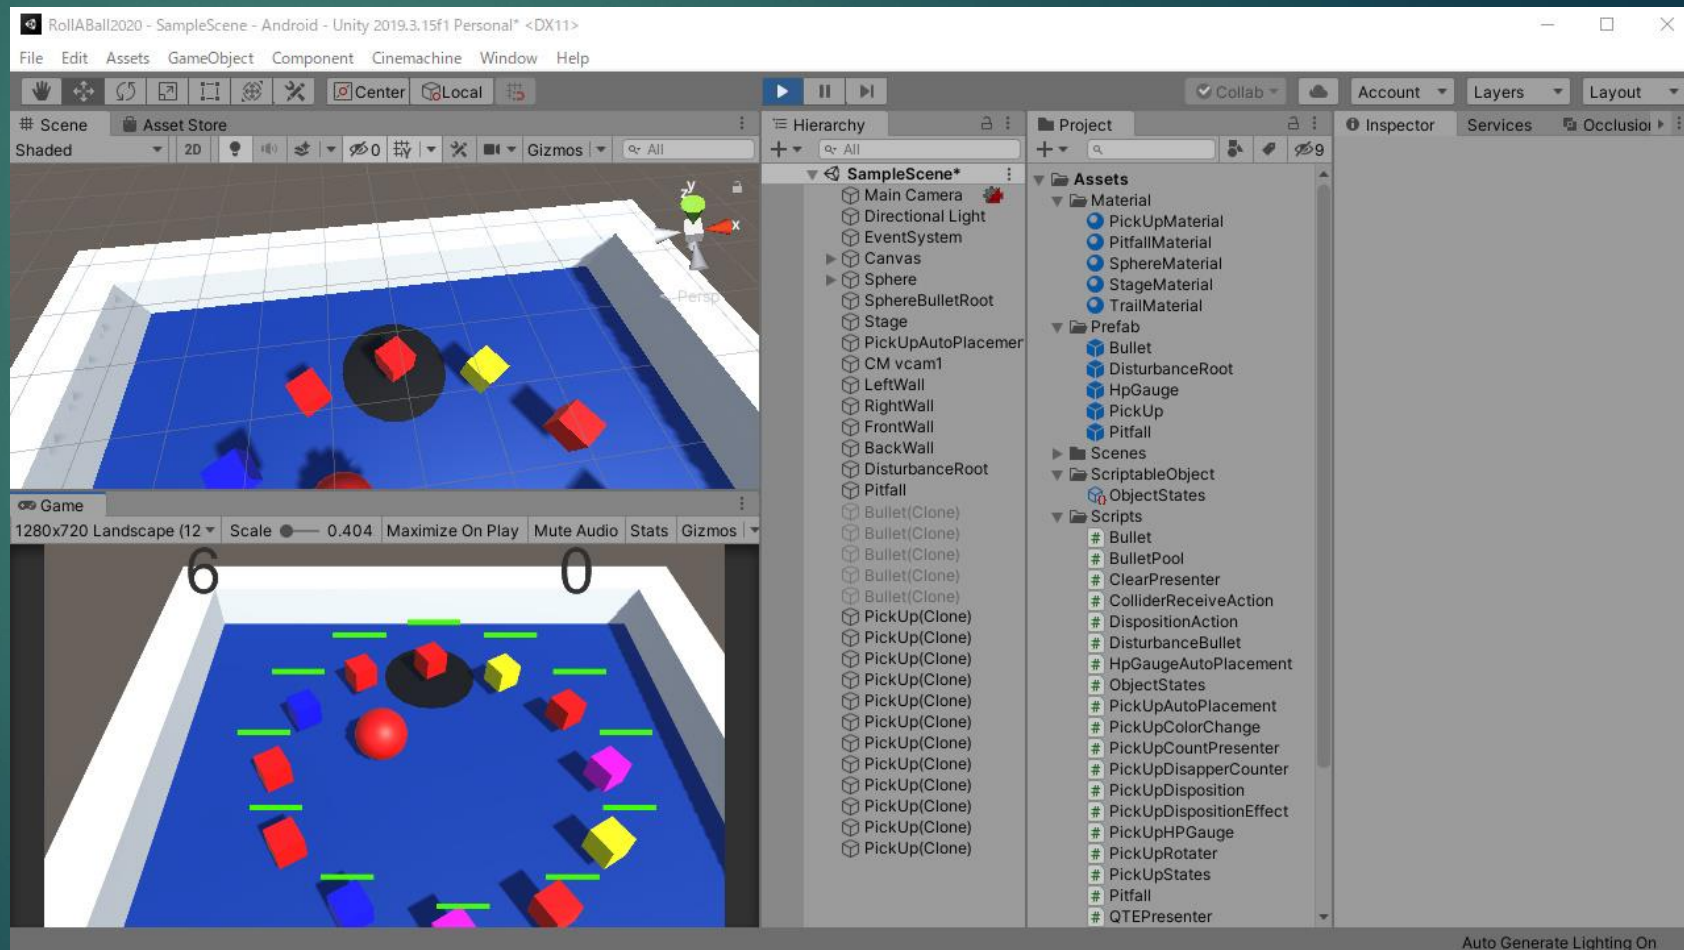 RollABall2020 - SampleScene - Android - Unity 2019.3.15f1 Personal* <DX11>
File Edit Assets GameObject Component Cinemachine Window Help
Center Local Collab Account Layers Layout
Scene Asset Store
Shaded 2D 0 Gizmos All
y
z
x
Persp
Game
1280x720 Landscape (12 Scale 0.404 Maximize On Play Mute Audio Stats Gizmos
6 0
Hierarchy
All
SampleScene*
Main Camera
Directional Light
EventSystem
Canvas
Sphere
SphereBulletRoot
Stage
PickUpAutoPlacemer
CM vcam1
LeftWall
RightWall
FrontWall
BackWall
DisturbanceRoot
Pitfall
Bullet(Clone)
Bullet(Clone)
Bullet(Clone)
Bullet(Clone)
Bullet(Clone)
PickUp(Clone)
PickUp(Clone)
PickUp(Clone)
PickUp(Clone)
PickUp(Clone)
PickUp(Clone)
PickUp(Clone)
PickUp(Clone)
PickUp(Clone)
PickUp(Clone)
PickUp(Clone)
PickUp(Clone)
Project
9
Assets
Material
PickUpMaterial
PitfallMaterial
SphereMaterial
StageMaterial
TrailMaterial
Prefab
Bullet
DisturbanceRoot
HpGauge
PickUp
Pitfall
Scenes
ScriptableObject
ObjectStates
Scripts
# Bullet
# BulletPool
# ClearPresenter
# ColliderReceiveAction
# DispositionAction
# DisturbanceBullet
# HpGaugeAutoPlacement
# ObjectStates
# PickUpAutoPlacement
# PickUpColorChange
# PickUpCountPresenter
# PickUpDisapperCounter
# PickUpDisposition
# PickUpDispositionEffect
# PickUpHPGauge
# PickUpRotater
# PickUpStates
# Pitfall
# QTEPresenter
Inspector Services Occlusion
Auto Generate Lighting On